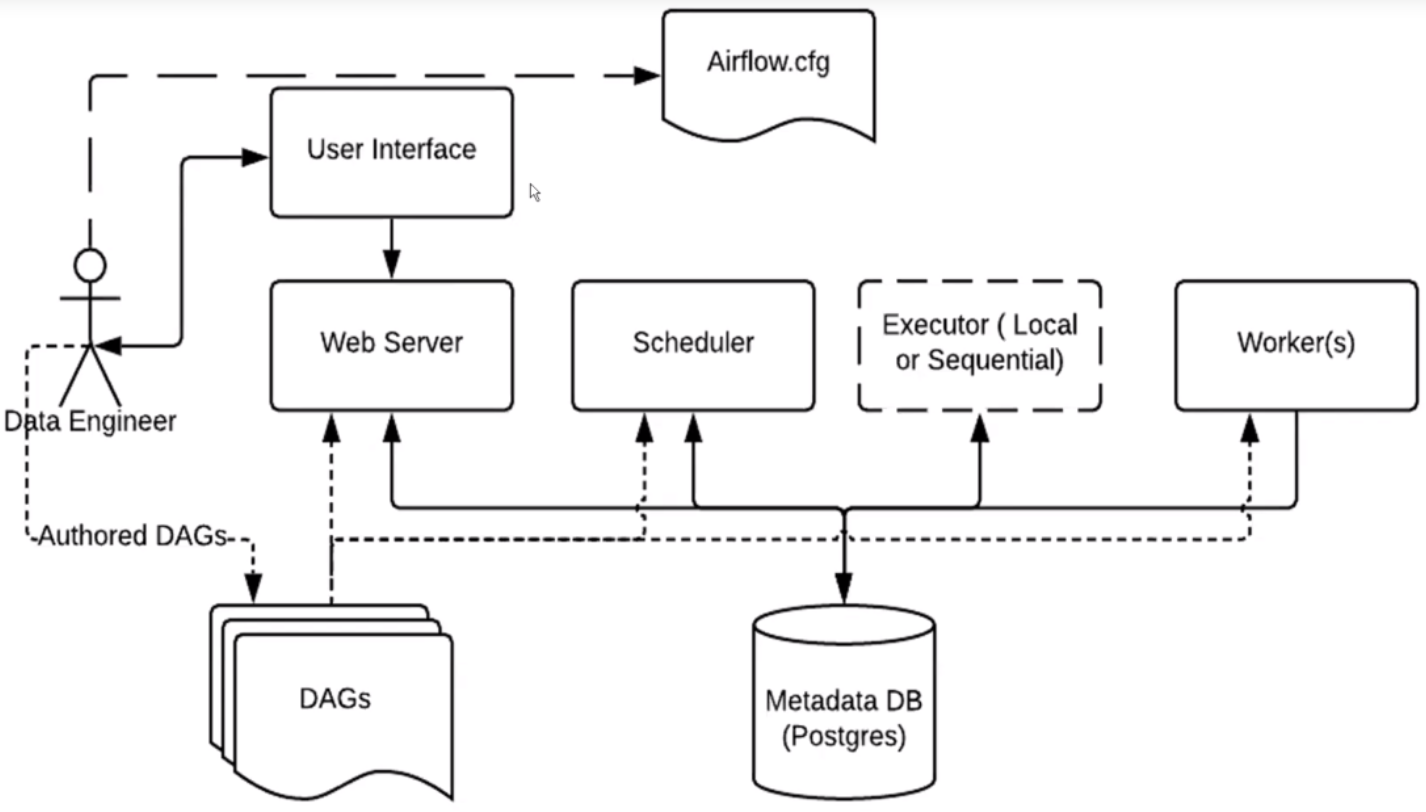 Airflow.cfg
User Interface
Web Server
Scheduler
Executor ( Local
or Sequential)
Worker(s)
Data Engineer
Authored DAGs
DAGs
Metadata DB
(Postgres)